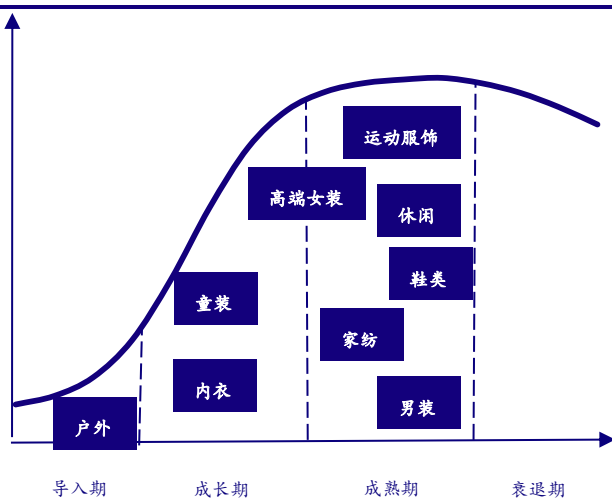 运动服饰
高端女装
休闲
鞋类
童装
家纺
内衣
男装
户外
导入期
成长期
成熟期
衰退期